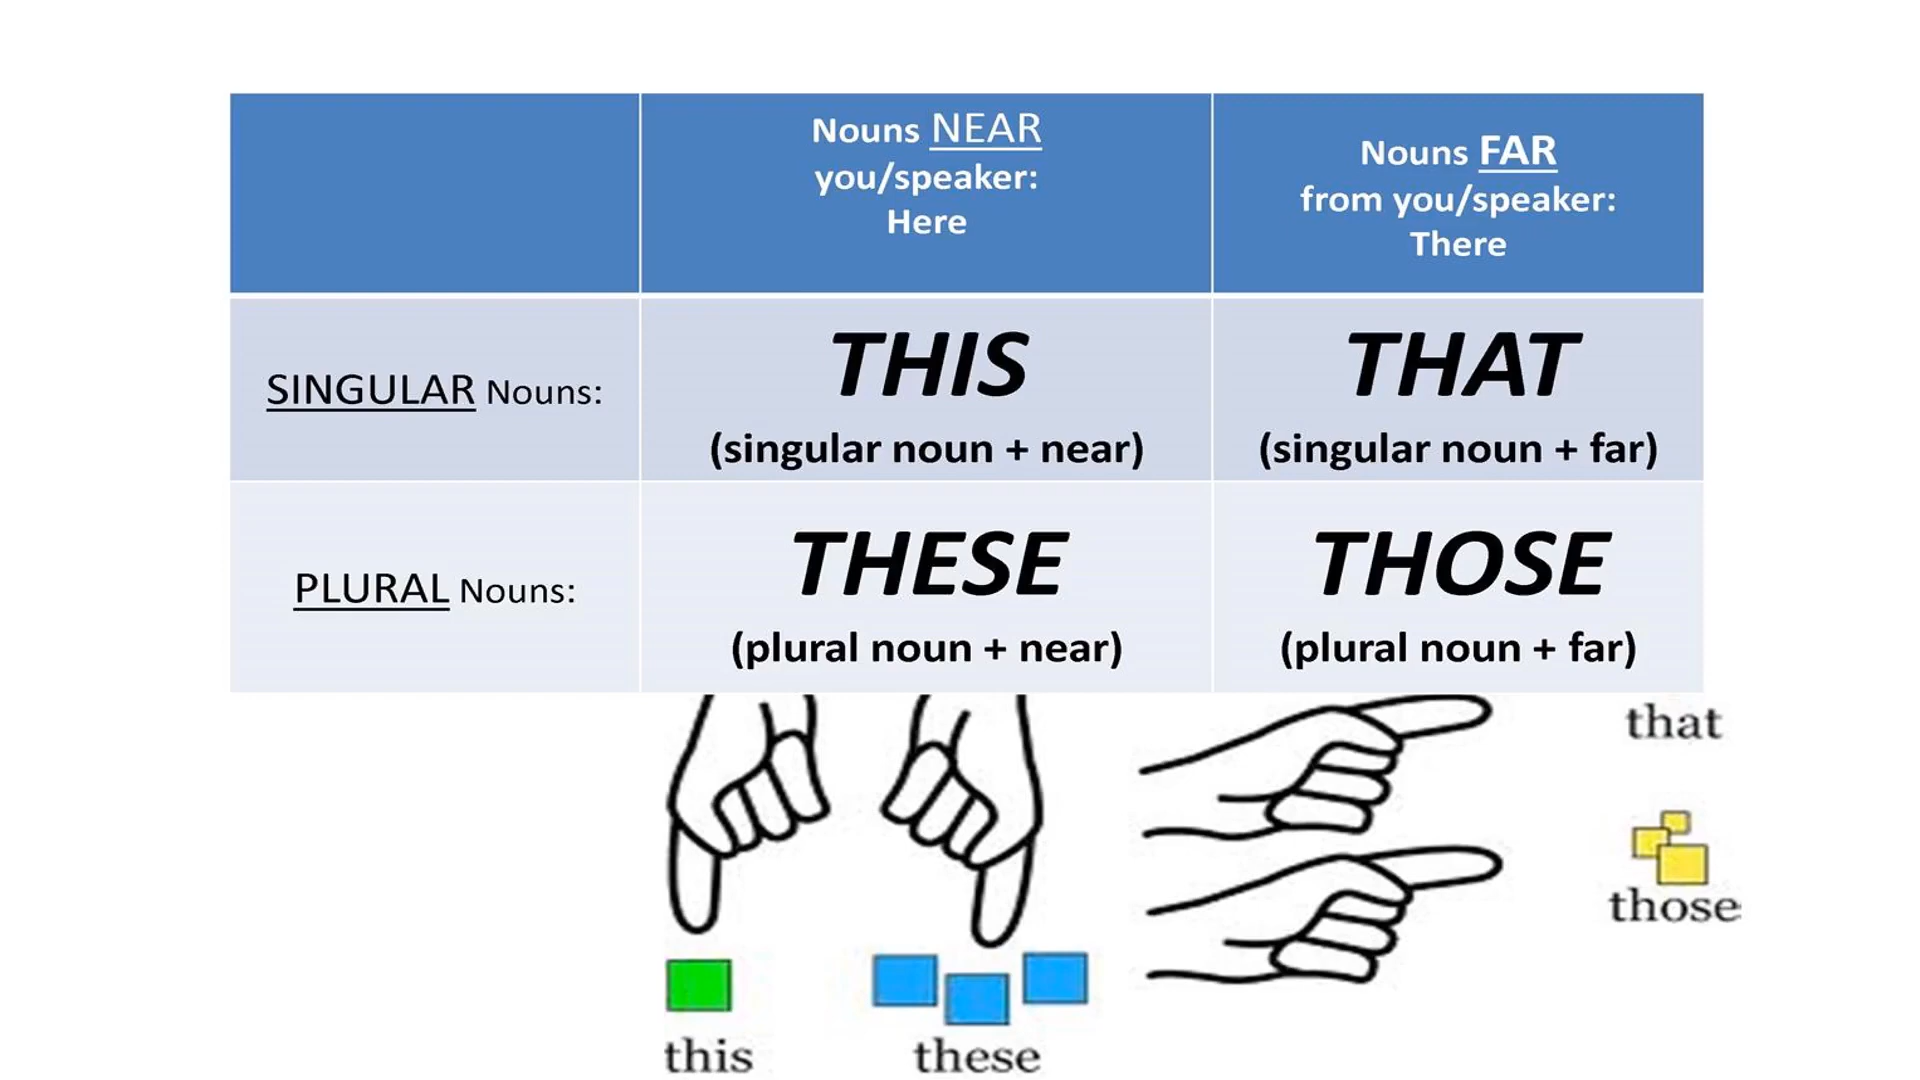 Nouns NEAR
you/speaker:
Here
Nouns FAR
from you/speaker:
There
SINGULAR Nouns:
THIS
(singular noun + near)
THAT
(singular noun + far)
PLURAL Nouns:
THESE
(plural noun + near)
THOSE
(plural noun + far)
that
those
this
these